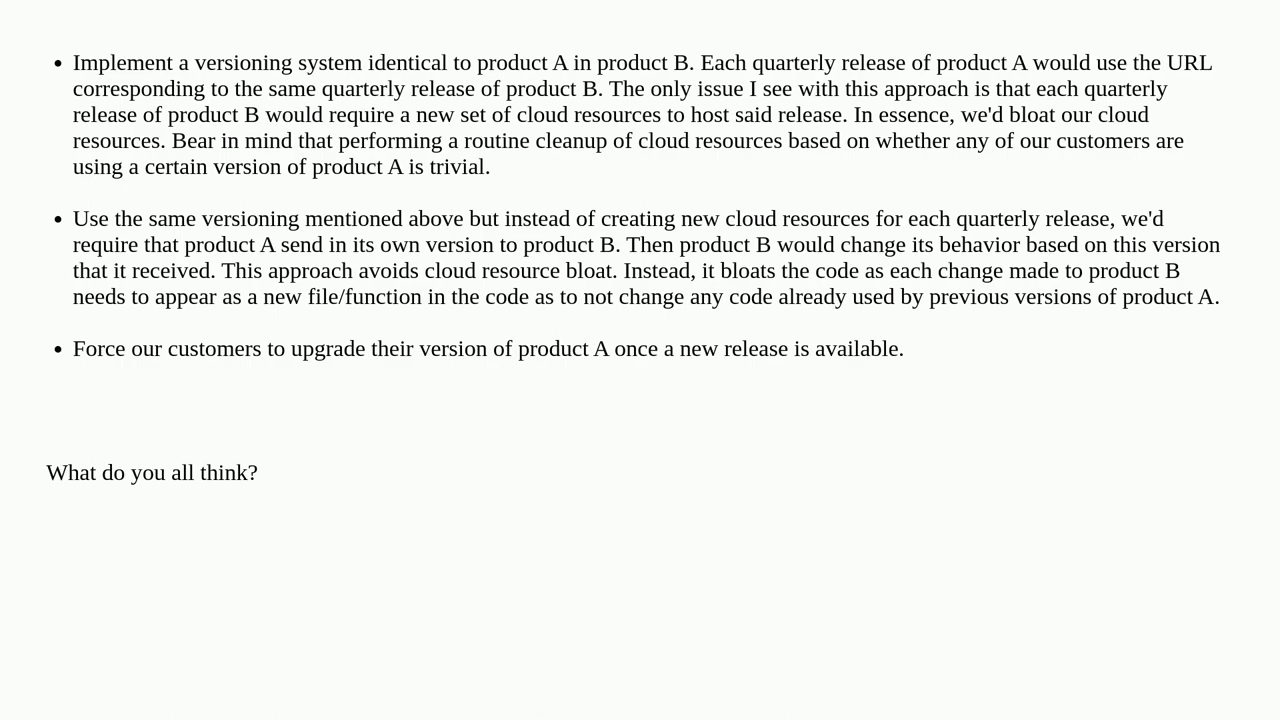 • Implement a versioning system identical to product A in product B. Each quarterly release of product A would use the URL
corresponding to the same quarterly release of product B. The only issue I see with this approach is that each quarterly
release of product B would require a new set of cloud resources to host said release. In essence, we'd bloat our cloud
resources. Bear in mind that performing a routine cleanup of cloud resources based on whether any of our customers are
using a certain version of product A is trivial.
• Use the same versioning mentioned above but instead of creating new cloud resources for each quarterly release, we'd
require that product A send in its own version to product B. Then product B would change its behavior based on this version
that it received. This approach avoids cloud resource bloat. Instead, it bloats the code as each change made to product B
needs to appear as a new file/function in the code as to not change any code already used by previous versions of product A.
• Force our customers to upgrade their version of product A once a new release is available.
What do you all think?